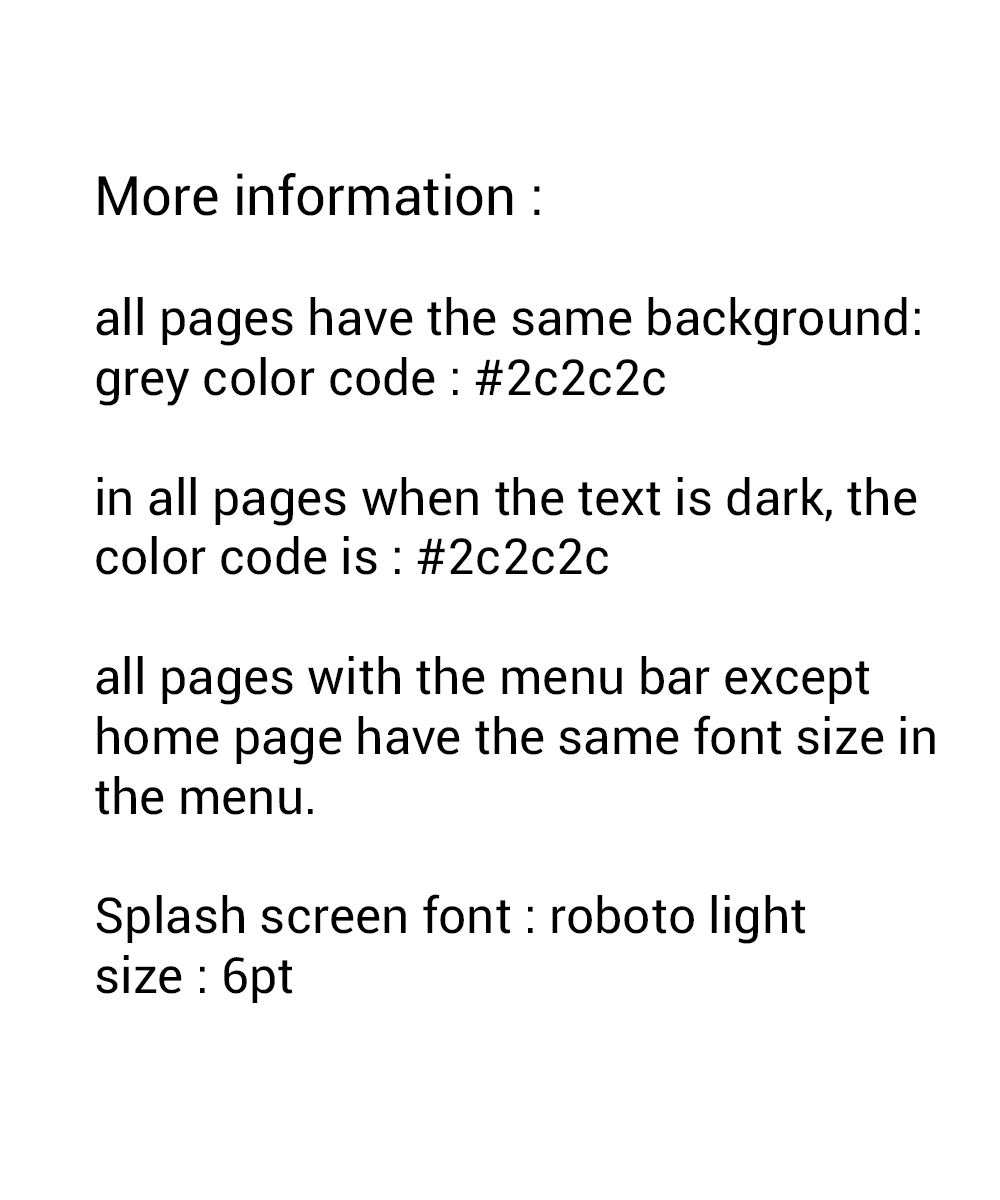 More information :
all pages have the same background:
grey color code : #2c2c2c
in all pages when the text is dark, the
color code is : #2c2c2c
all pages with the menu bar except
home page have the same font size in
the menu.
Splash screen font : roboto light
size : 6pt